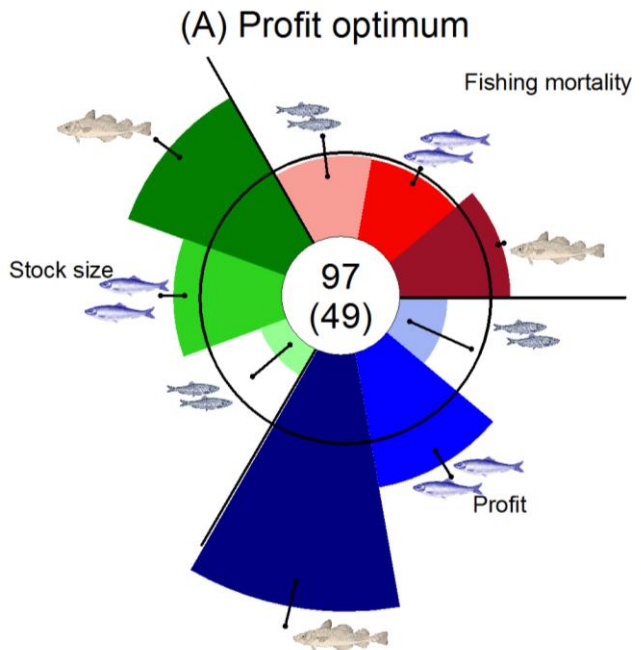 (A) Profit optimum
Fishing mortality
Stock size
97
(49)
Profit